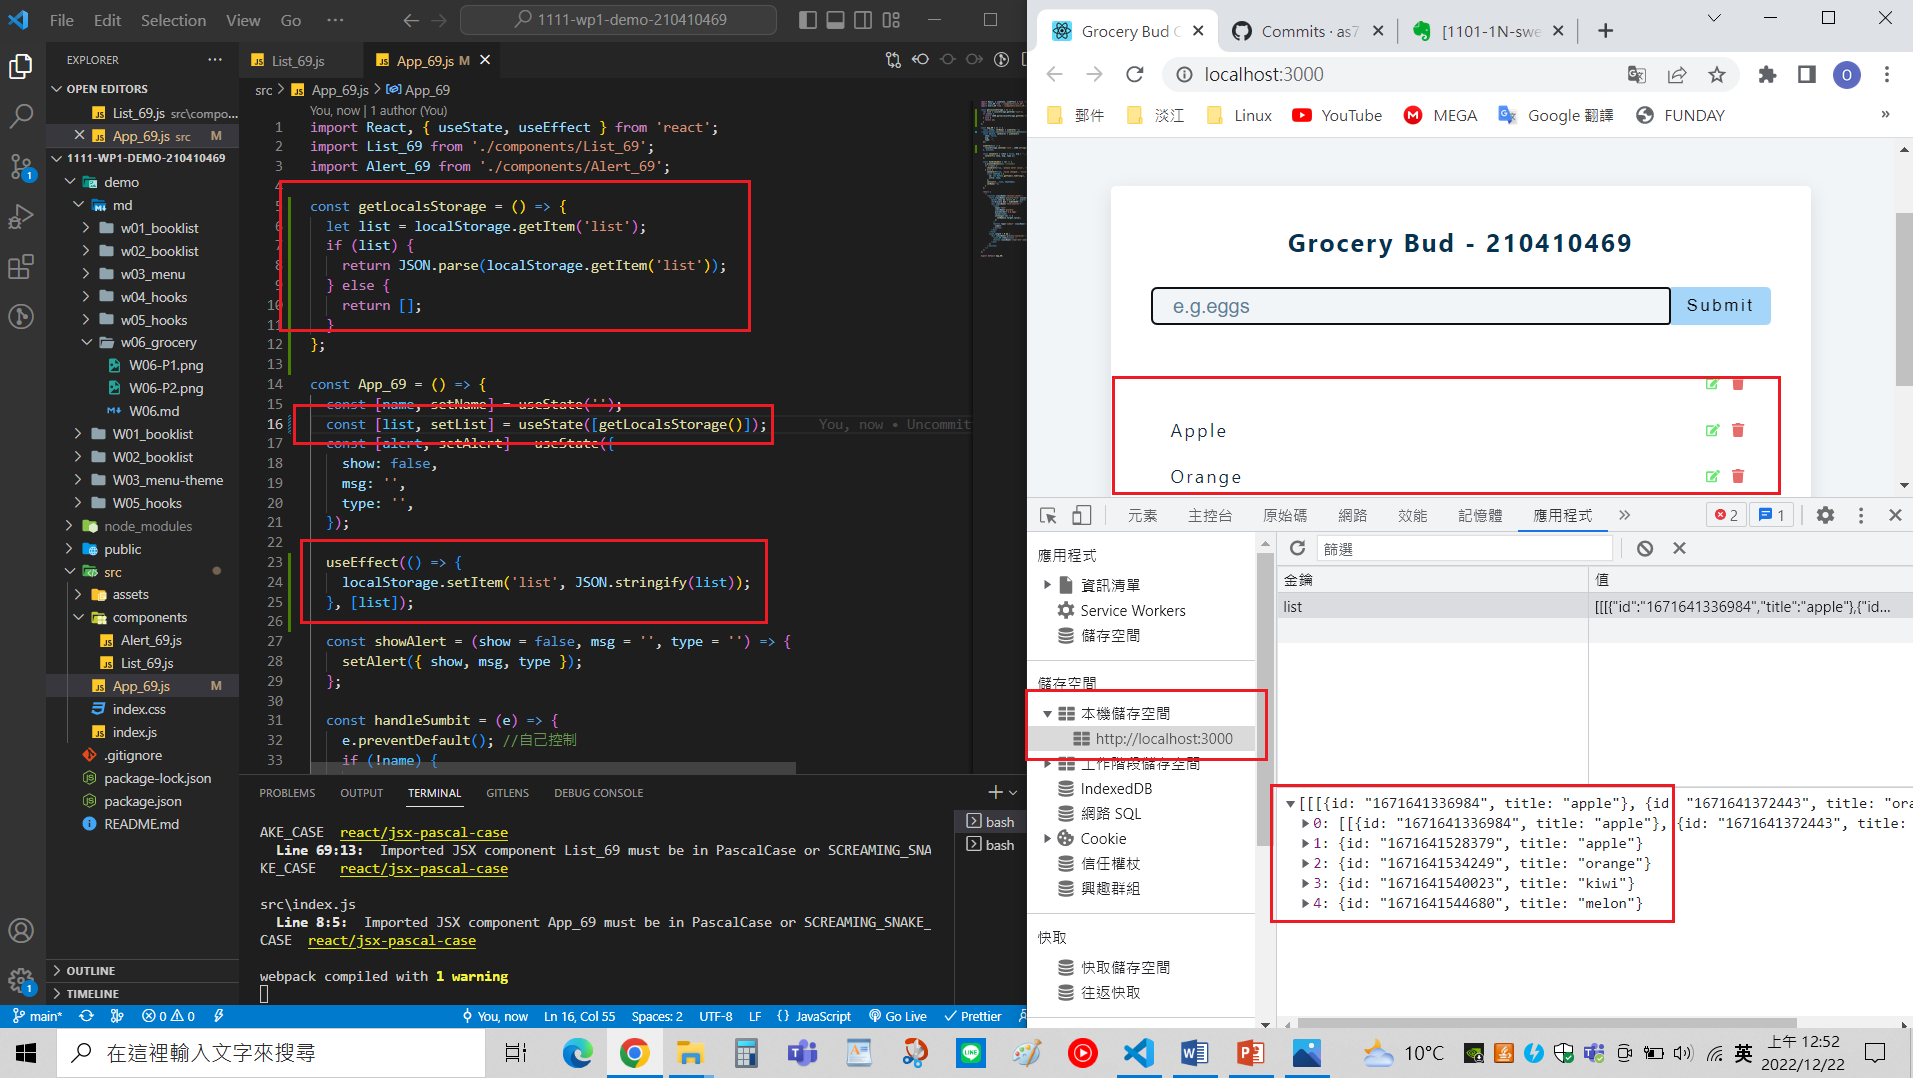 File Edit Selection View Go ··· 1111-wp1-demo-210410469
EXPLORER ···
OPEN EDITORS
List_69.js src\compo...
App_69.js src M
1111-WP1-DEMO-210410469
demo
md
w01_booklist
w02_booklist
w03_menu
w04_hooks
w05_hooks
w06_grocery
W06-P1.png
W06-P2.png
W06.md
W01_booklist
W02_booklist
W03_menu-theme
W05_hooks
node_modules
public
src
assets
components
Alert_69.js
List_69.js
App_69.js M
index.css
index.js
.gitignore
package-lock.json
package.json
README.md
OUTLINE
TIMELINE
List_69.js App_69.js M
src > App_69.js > App_69
You, now | 1 author (You)
1 import React, { useState, useEffect } from 'react';
2 import List_69 from './components/List_69';
3 import Alert_69 from './components/Alert_69';
4
5 const getLocalsStorage = () => {
6 let list = localStorage.getItem('list');
7 if (list) {
8 return JSON.parse(localStorage.getItem('list'));
9 } else {
10 return [];
11 }
12 };
13
14 const App_69 = () => {
15 const [name, setName] = useState('');
16 const [list, setList] = useState([getLocalsStorage()]); You, now • Uncommit
17 const [alert, setAlert] = useState({
18 show: false,
19 msg: '',
20 type: '',
21 });
22
23 useEffect(() => {
24 localStorage.setItem('list', JSON.stringify(list));
25 }, [list]);
26
27 const showAlert = (show = false, msg = '', type = '') => {
28 setAlert({ show, msg, type });
29 };
30
31 const handleSumbit = (e) => {
32 e.preventDefault(); //自己控制
33 if (!name) {
PROBLEMS OUTPUT TERMINAL GITLENS DEBUG CONSOLE
AKE_CASE react/jsx-pascal-case
Line 69:13: Imported JSX component List_69 must be in PascalCase or SCREAMING_SNA
KE_CASE react/jsx-pascal-case
src\index.js
Line 8:5: Imported JSX component App_69 must be in PascalCase or SCREAMING_SNAKE_
CASE react/jsx-pascal-case
webpack compiled with 1 warning
bash
bash
main* 0 0 You, now Ln 16, Col 55 Spaces: 2 UTF-8 LF {} JavaScript Go Live Prettier
Grocery Bud Commits · as7 [1101-1N-swe
localhost:3000 O
郵件 淡江 Linux YouTube MEGA Google 翻譯 FUNDAY »
Grocery Bud - 210410469
e.g.eggs Submit
Apple
Orange
元素 主控台 原始碼 網路 效能 記憶體 應用程式 » 2 1
應用程式
資訊清單
Service Workers
儲存空間
儲存空間
本機儲存空間
http://localhost:3000
工作階段儲存空間
IndexedDB
網路 SQL
Cookie
信任權杖
興趣群組
快取
快取儲存空間
往返快取
篩選
金鑰 值
list [[[{"id":"1671641336984","title":"apple"},{"id...
[[[{id: "1671641336984", title: "apple"}, {id: "1671641372443", title: "ora
0: [[{id: "1671641336984", title: "apple"}, {id: "1671641372443", title:
1: {id: "1671641528379", title: "apple"}
2: {id: "1671641534249", title: "orange"}
3: {id: "1671641540023", title: "kiwi"}
4: {id: "1671641544680", title: "melon"}
在這裡輸入文字來搜尋 10°C 英 上午 12:52
2022/12/22